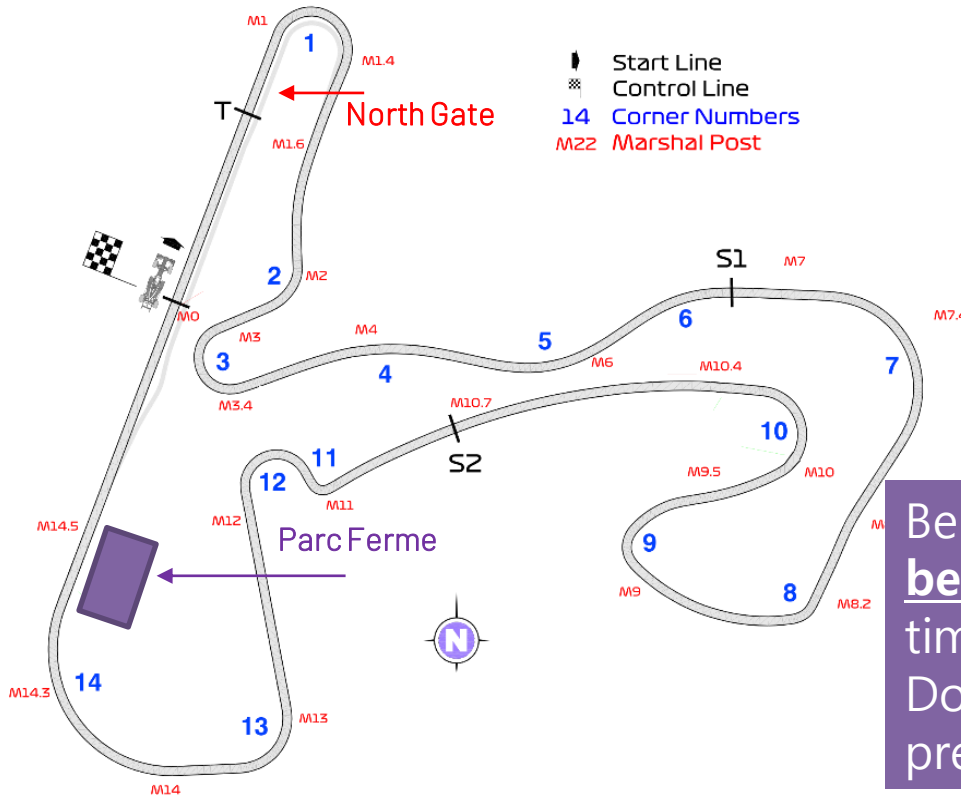 M1
1
M1.4
T
North Gate
M1.6
Start Line
Control Line
14 Corner Numbers
M22 Marshal Post
2
M2
M0
M3
3
M3.4
M4
4
5
M6
6
S1
M7
M7.4
7
M10.4
M10.7
S2
10
M10
M9.5
11
12
M11
M12
9
M9
8
M8.2
M14.5
Parc Ferme
N
M14.3
14
13
M13
M14
Be
be
tim
Do
pre